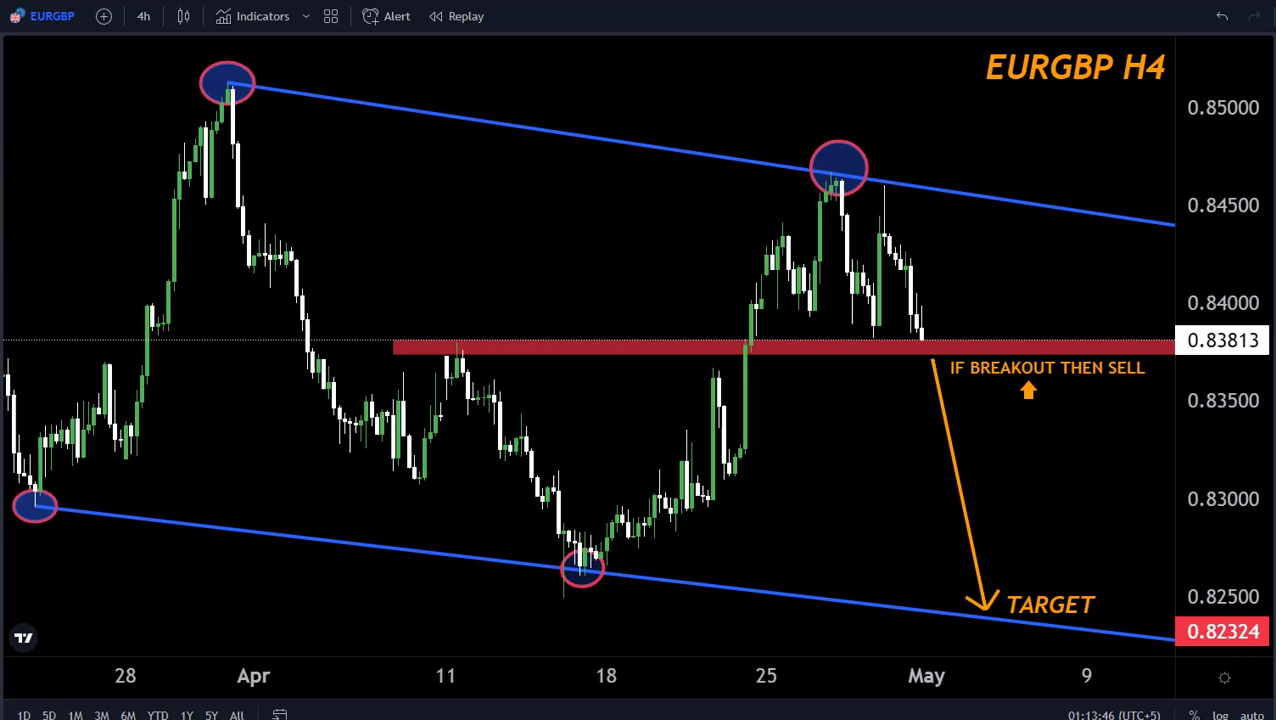 EURGBP 4h Indicators Alert Replay
EURGBP H4
0.85000
0.84500
0.84000
0.83813
IF BREAKOUT THEN SELL
0.83500
0.83000
0.82500
TARGET
0.82324
28 Apr 11 18 25 May 9
1D 5D 1M 3M 6M YTD 1Y 5Y All 01:13:46 (UTC+5) % log auto